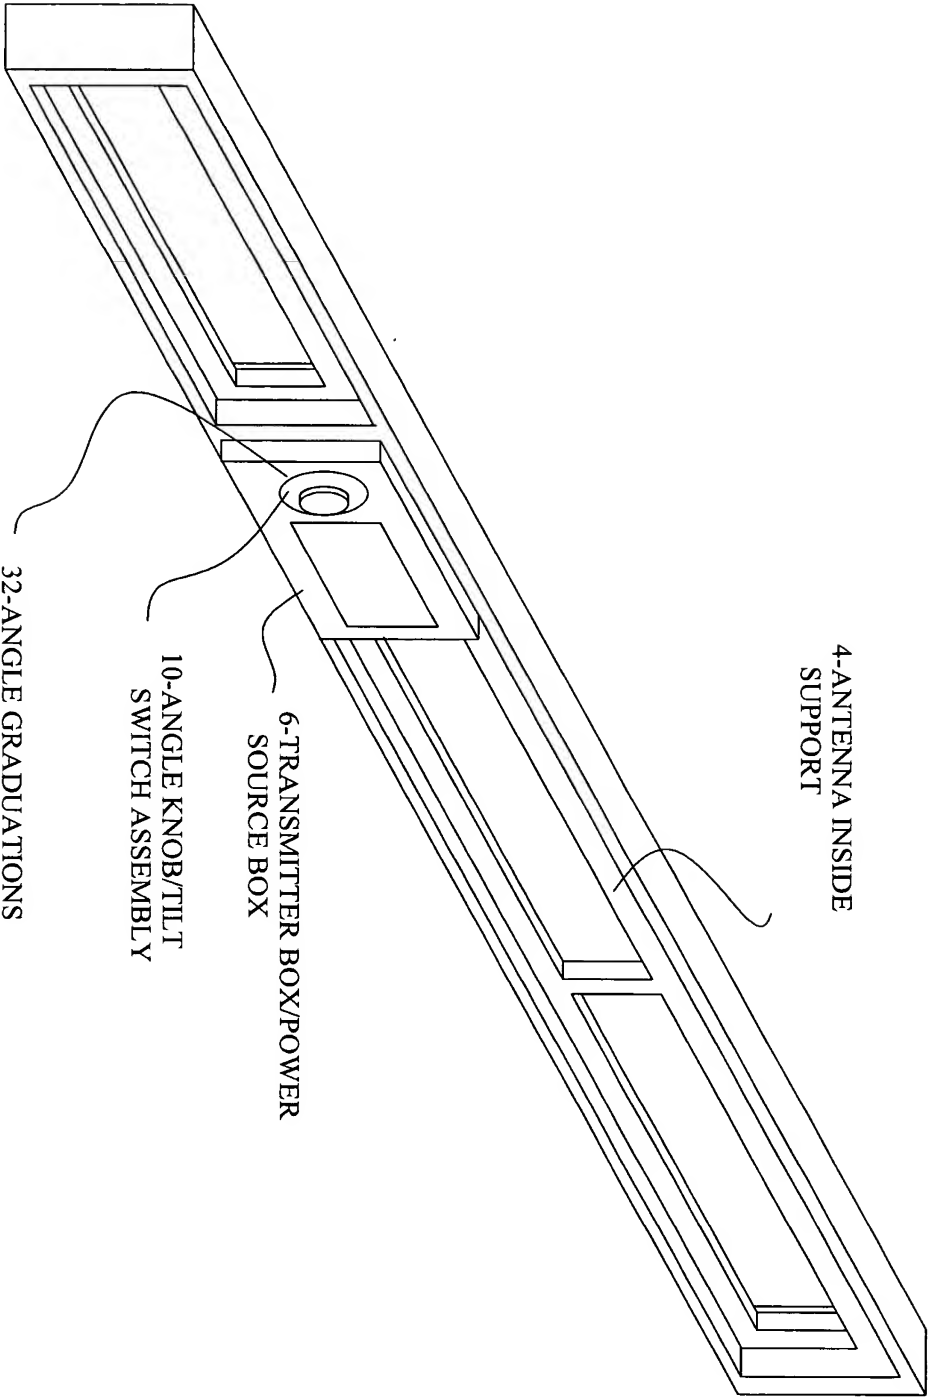 4-ANTENNA INSIDE
SUPPORT
6-TRANSMITTER BOX/POWER
SOURCE BOX
10-ANGLE KNOB/TILT
SWITCH ASSEMBLY
32-ANGLE GRADUATIONS